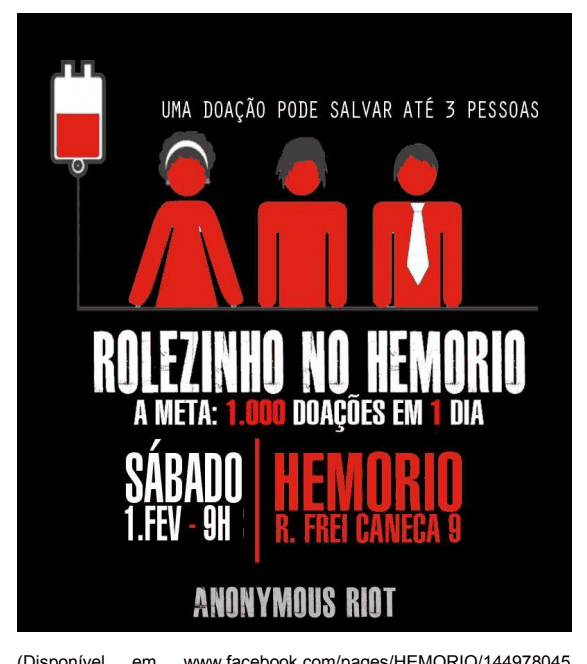 UMA DOAÇÃO PODE SALVAR ATÉ 3 PESSOAS
ROLEZINHO NO HEMORIO
A META: 1.000 DOAÇÕES EM 1 DIA
SÁBADO
1.FEV - 9H
HEMORIO
R. FREI CANECA 9
ANONYMOUS RIOT
(Disponível em www.facebook.com/pages/HEMORIO/144978045